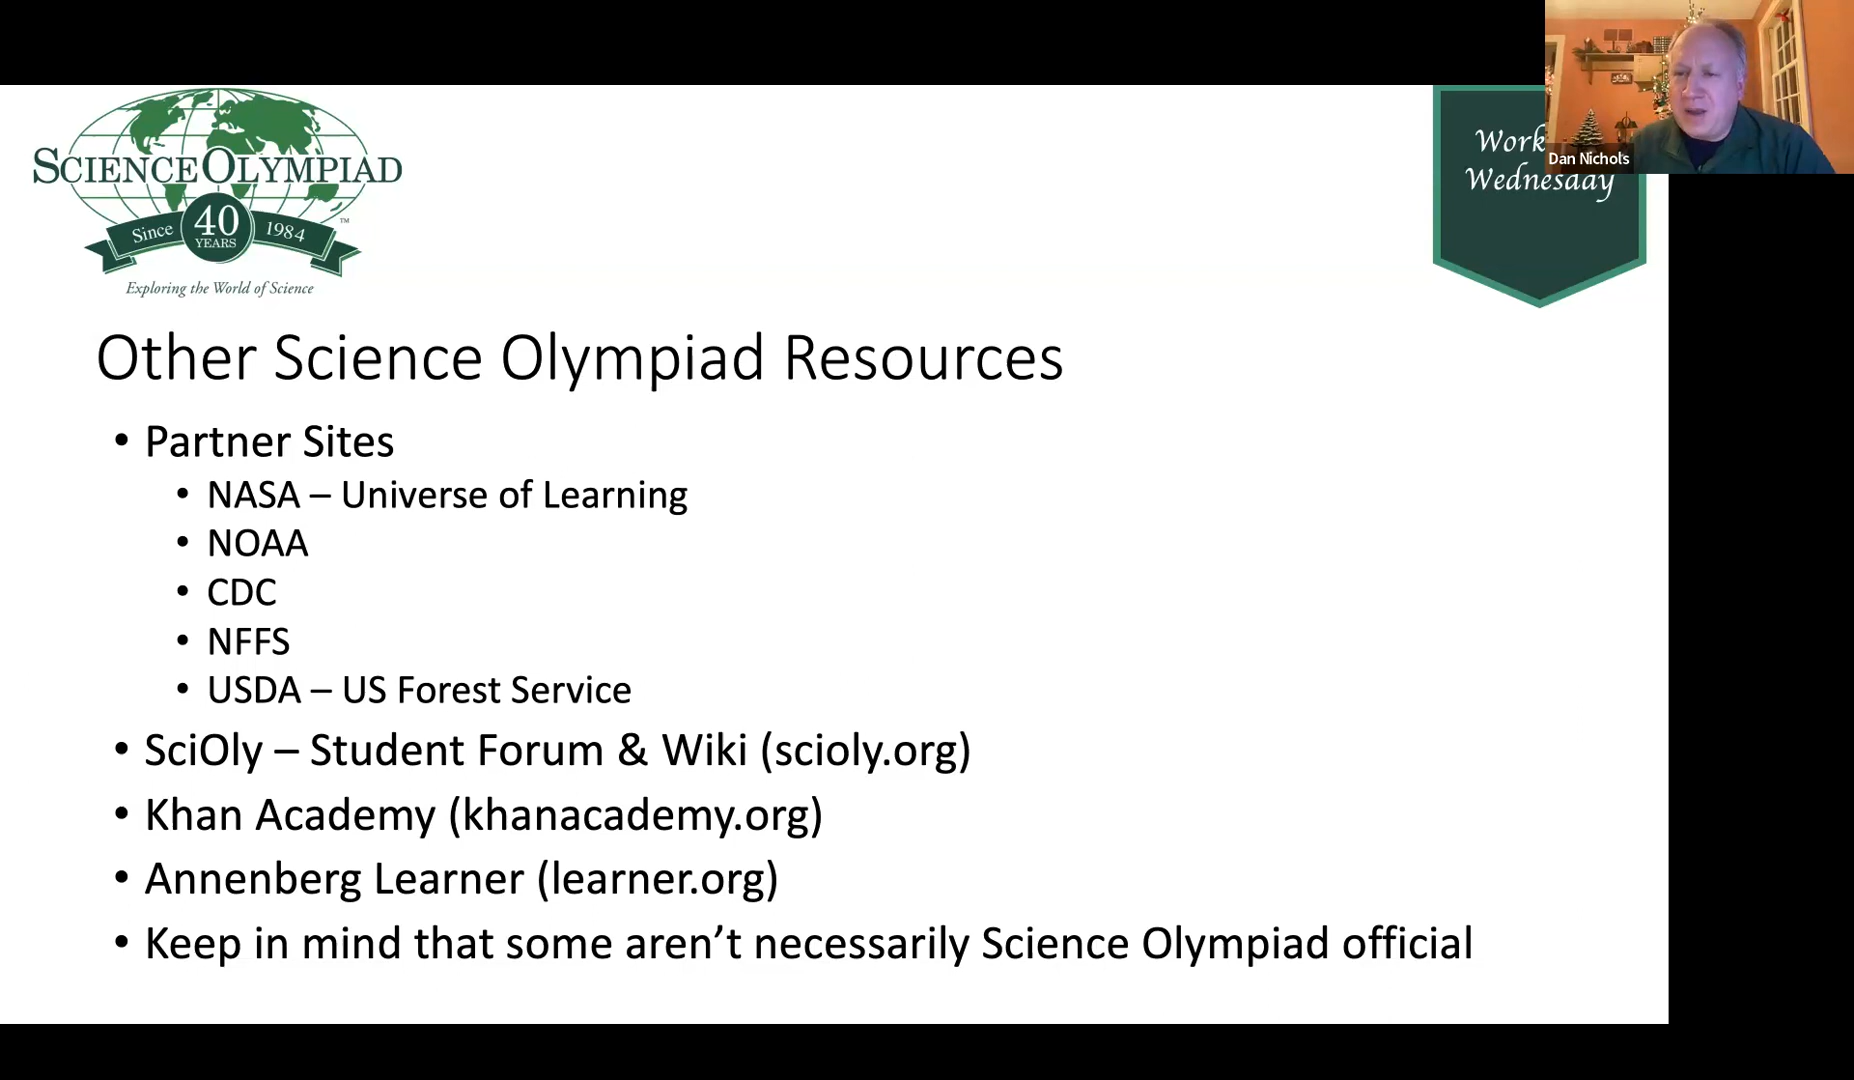 SCIENCE OLYMPIAD
Since 40 YEARS 1984
™
Exploring the World of Science
Wednesday
Dan Nichols
Other Science Olympiad Resources
• Partner Sites
• NASA – Universe of Learning
• NOAA
• CDC
• NFFS
• USDA – US Forest Service
• SciOly – Student Forum & Wiki (scioly.org)
• Khan Academy (khanacademy.org)
• Annenberg Learner (learner.org)
• Keep in mind that some aren’t necessarily Science Olympiad official